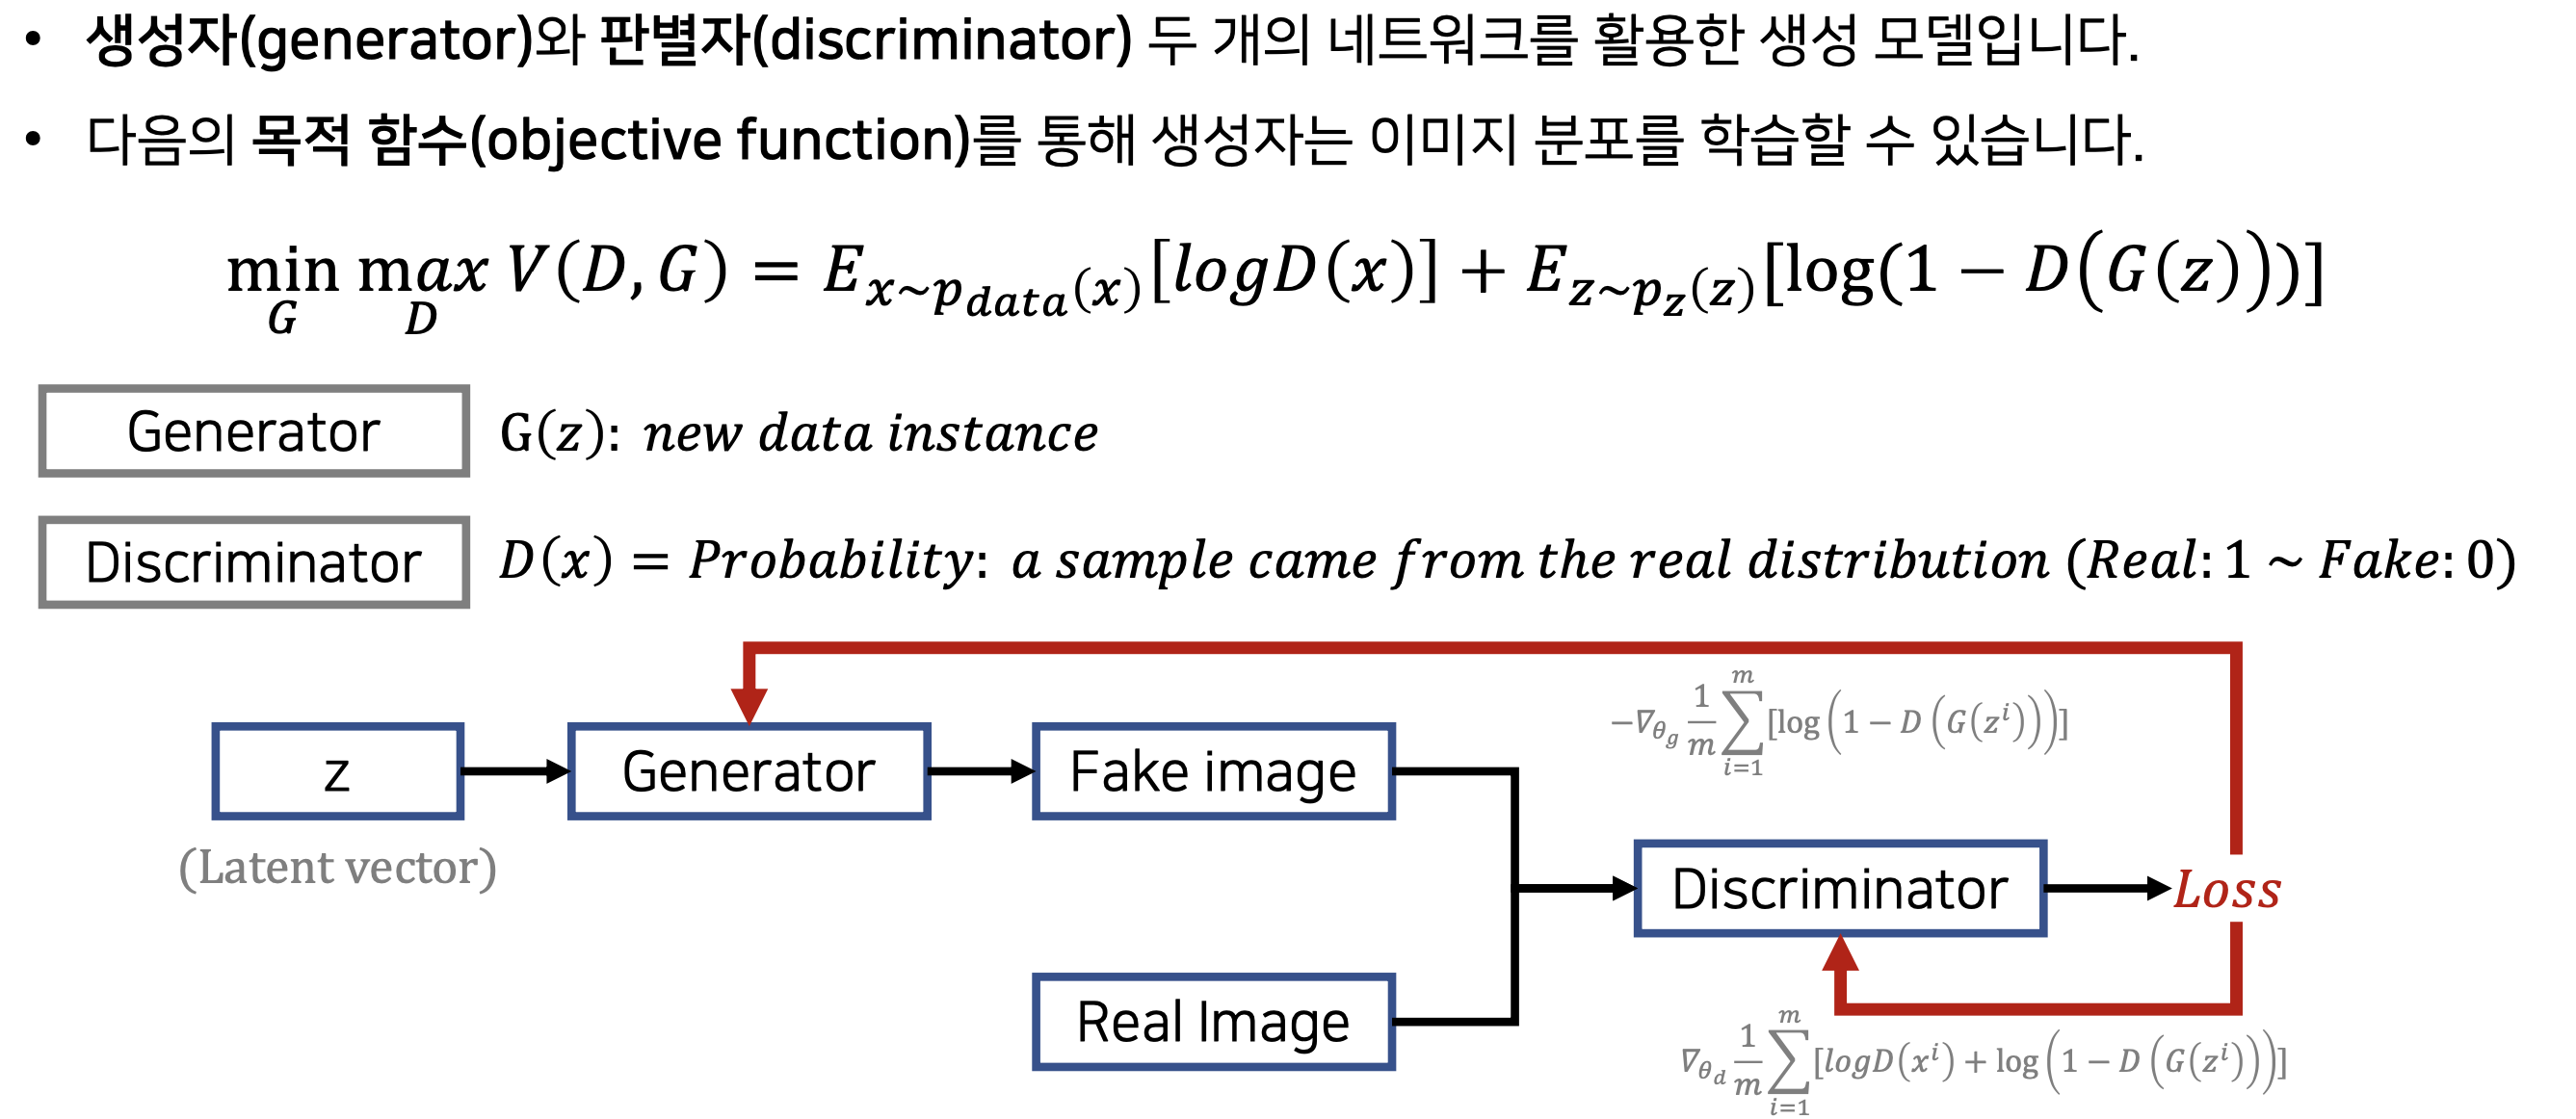 • 생성자(generator)와 판별자(discriminator) 두 개의 네트워크를 활용한 생성 모델입니다.
• 다음의 목적 함수(objective function)를 통해 생성자는 이미지 분포를 학습할 수 있습니다.
min_G max_D V(D, G) = E_{x~p_{data}(x)}[logD(x)] + E_{z~p_z(z)}[log(1 − D(G(z)))]
Generator G(z): new data instance
Discriminator D(x) = Probability: a sample came from the real distribution (Real: 1 ~ Fake: 0)
−∇_{θ_g} 1/m ∑_{i=1}^{m} [log(1 − D(G(z^i)))]
z
Generator
Fake image
(Latent vector)
Discriminator
Loss
Real Image
∇_{θ_d} 1/m ∑_{i=1}^{m} [logD(x^i) + log(1 − D(G(z^i)))]